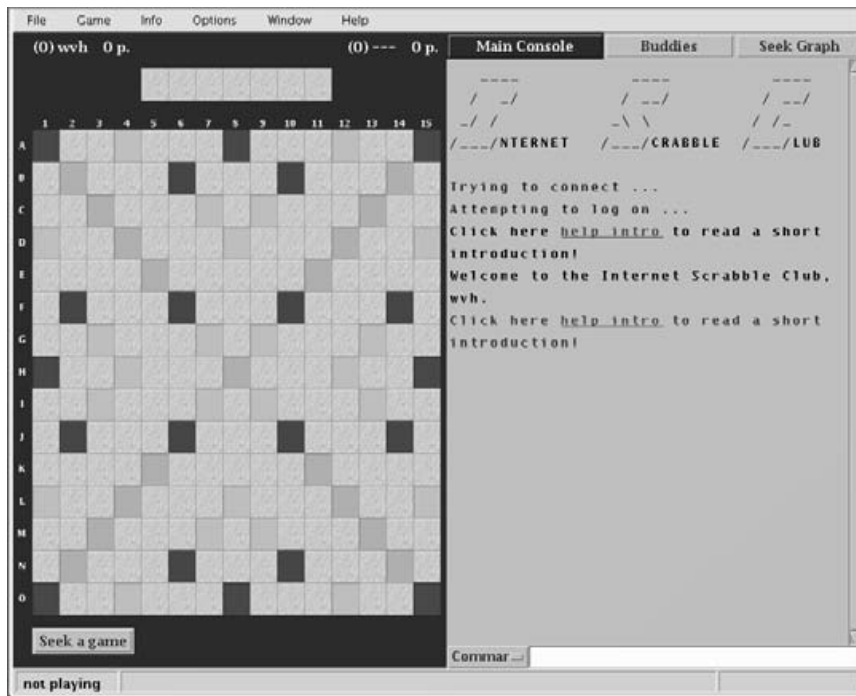 File Game Info Options Window Help
(0) wvh 0 p. (0) --- 0 p.
Main Console Buddies Seek Graph
1 2 3 4 5 6 7 8 9 10 11 12 13 14 15
A
B
C
D
E
F
G
H
I
J
K
L
M
N
O
/___/NTERNET /___/CRABBLE /___/LUB
Trying to connect ...
Attempting to log on ...
Click here help intro to read a short
introduction!
Welcome to the Internet Scrabble Club,
wvh.
Click here help intro to read a short
introduction!
Seek a game
Commar
not playing